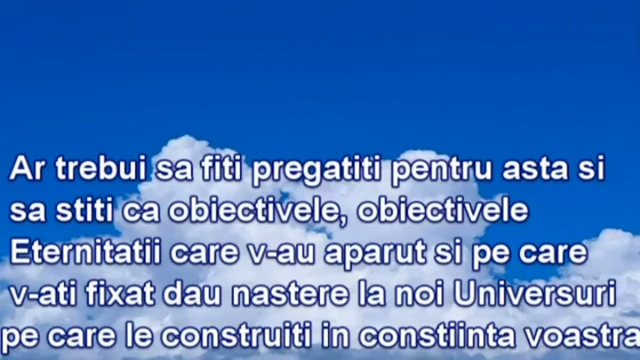 Ar trebui sa fiti pregatiti pentru asta si
sa stiti ca obiectivele, obiectivele
Eternitatii care v-au aparut si pe care
v-ati fixat dau nastere la noi Universuri
pe care le construiti in constiinta voastra